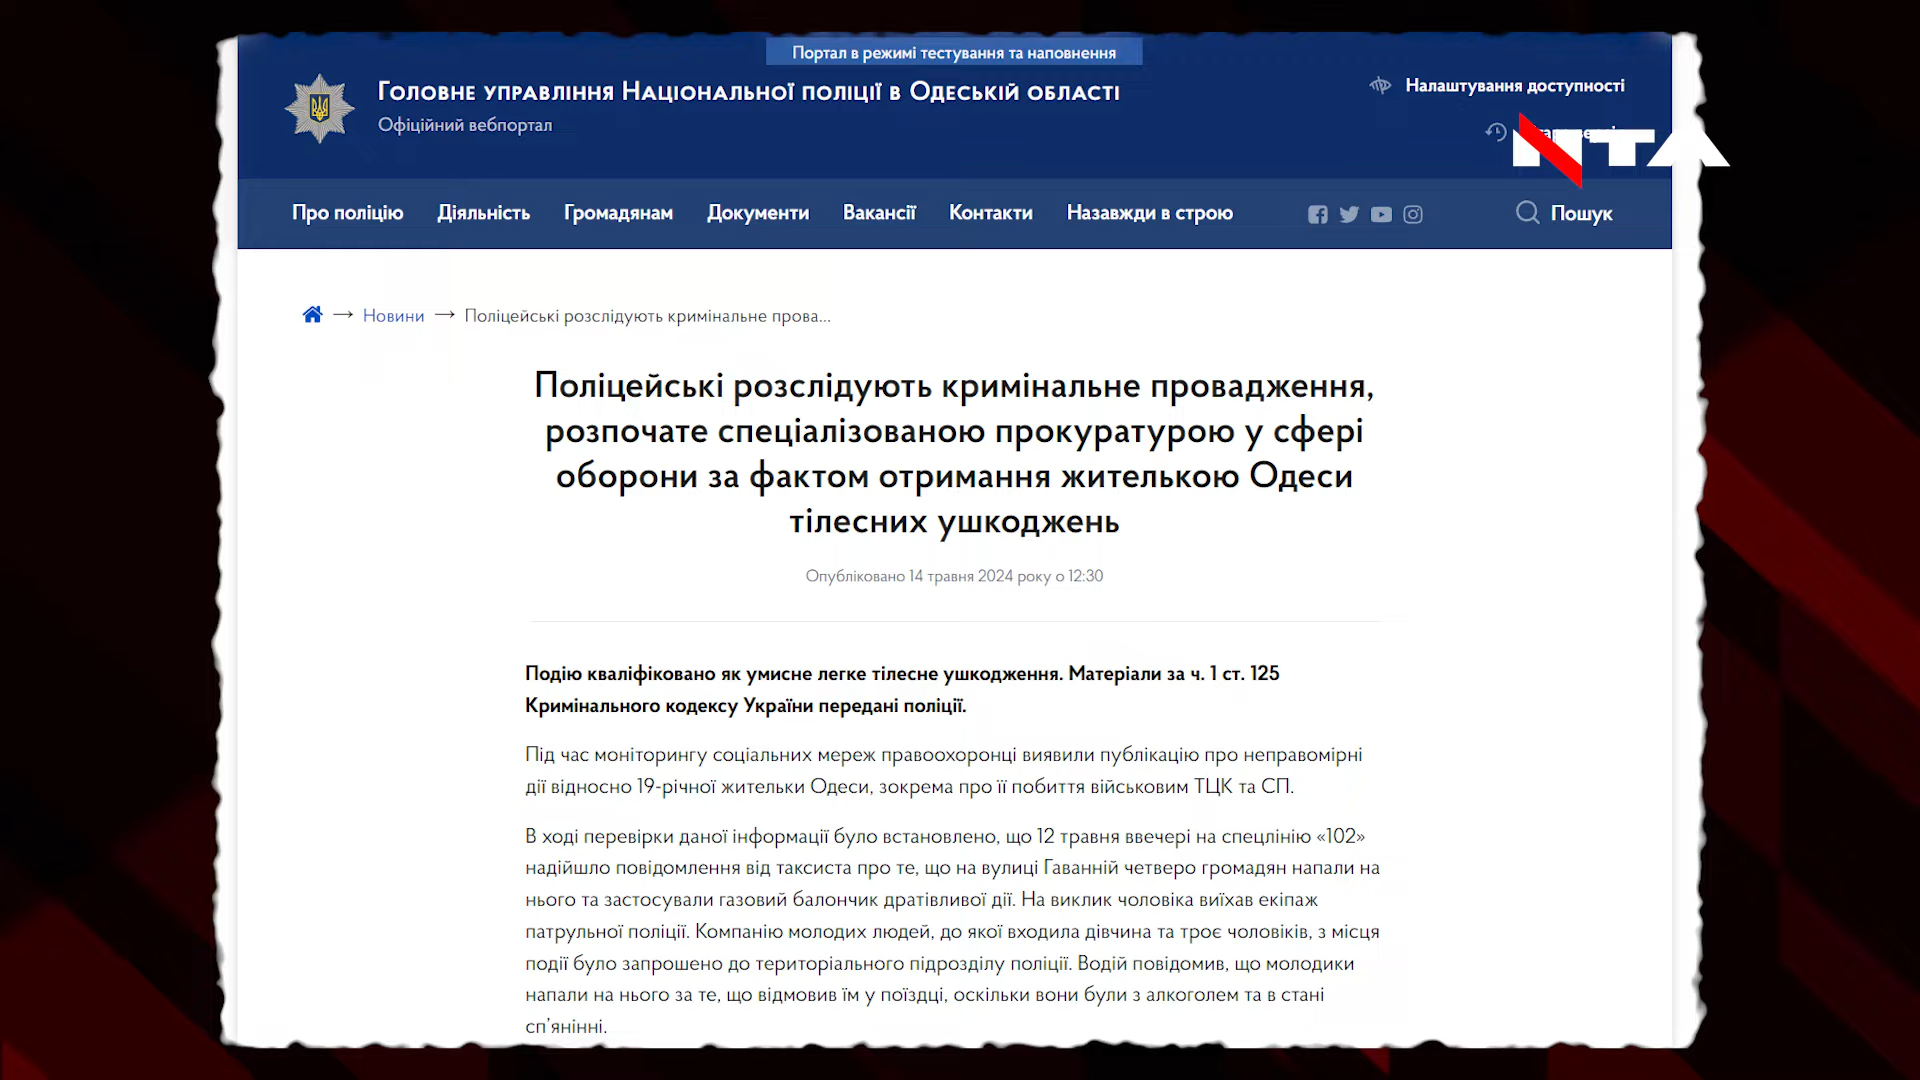 Портал в режимі тестування та наповнення
Головне управління Національної поліції в Одеській області
Офіційний вебпортал
Налаштування доступності
NTA
Про поліцію Діяльність Громадянам Документи Вакансії Контакти Назавжди в строю Пошук
Новини → Поліцейські розслідують кримінальне прова...
Поліцейські розслідують кримінальне провадження,
розпочате спеціалізованою прокуратурою у сфері
оборони за фактом отримання жителькою Одеси
тілесних ушкоджень
Опубліковано 14 травня 2024 року о 12:30
Подію кваліфіковано як умисне легке тілесне ушкодження. Матеріали за ч. 1 ст. 125
Кримінального кодексу України передані поліції.
Під час моніторингу соціальних мереж правоохоронці виявили публікацію про неправомірні
дії відносно 19-річної жительки Одеси, зокрема про її побиття військовим ТЦК та СП.
В ході перевірки даної інформації було встановлено, що 12 травня ввечері на спецлінію «102»
надійшло повідомлення від таксиста про те, що на вулиці Гаванній четверо громадян напали на
нього та застосували газовий балончик дратівливої дії. На виклик чоловіка виїхав екіпаж
патрульної поліції. Компанію молодих людей, до якої входила дівчина та троє чоловіків, з місця
події було запрошено до територіального підрозділу поліції. Водій повідомив, що молодики
напали на нього за те, що відмовив їм у поїздці, оскільки вони були з алкоголем та в стані
сп'янінні.